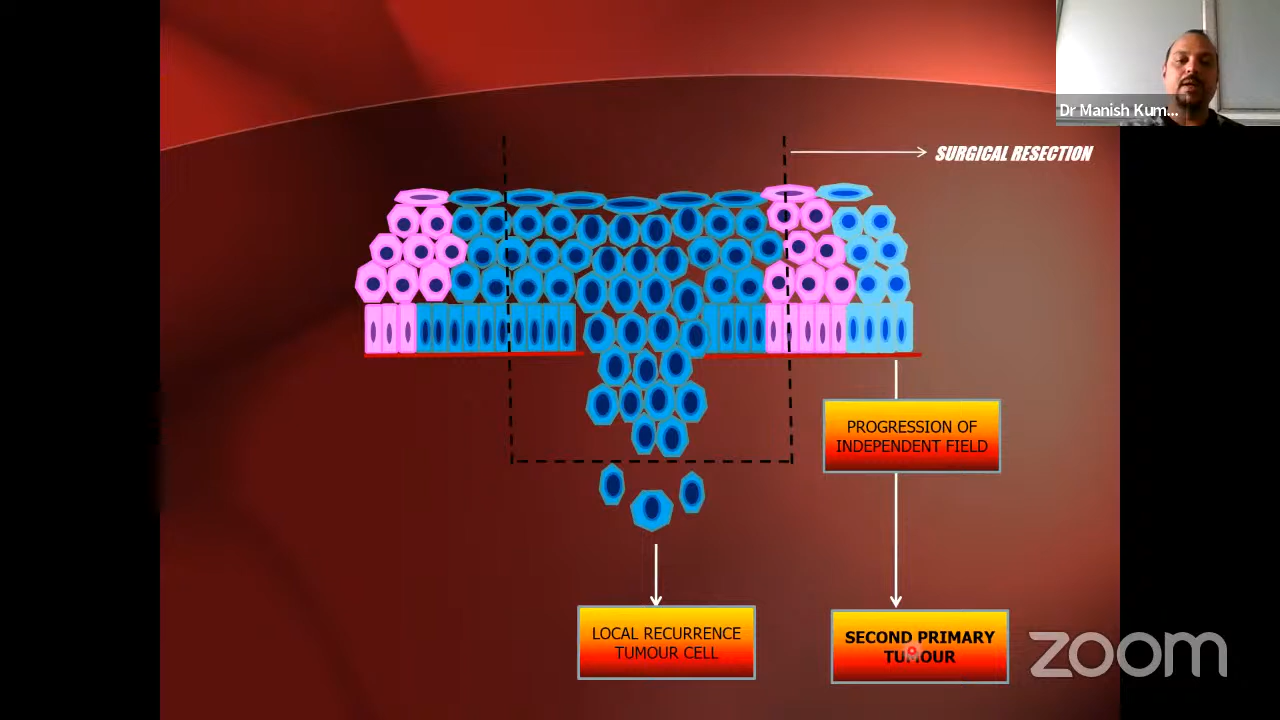 Dr Manish Kum...
SURGICAL RESECTION
PROGRESSION OF
INDEPENDENT FIELD
LOCAL RECURRENCE
TUMOUR CELL
SECOND PRIMARY
TUMOUR
zoom